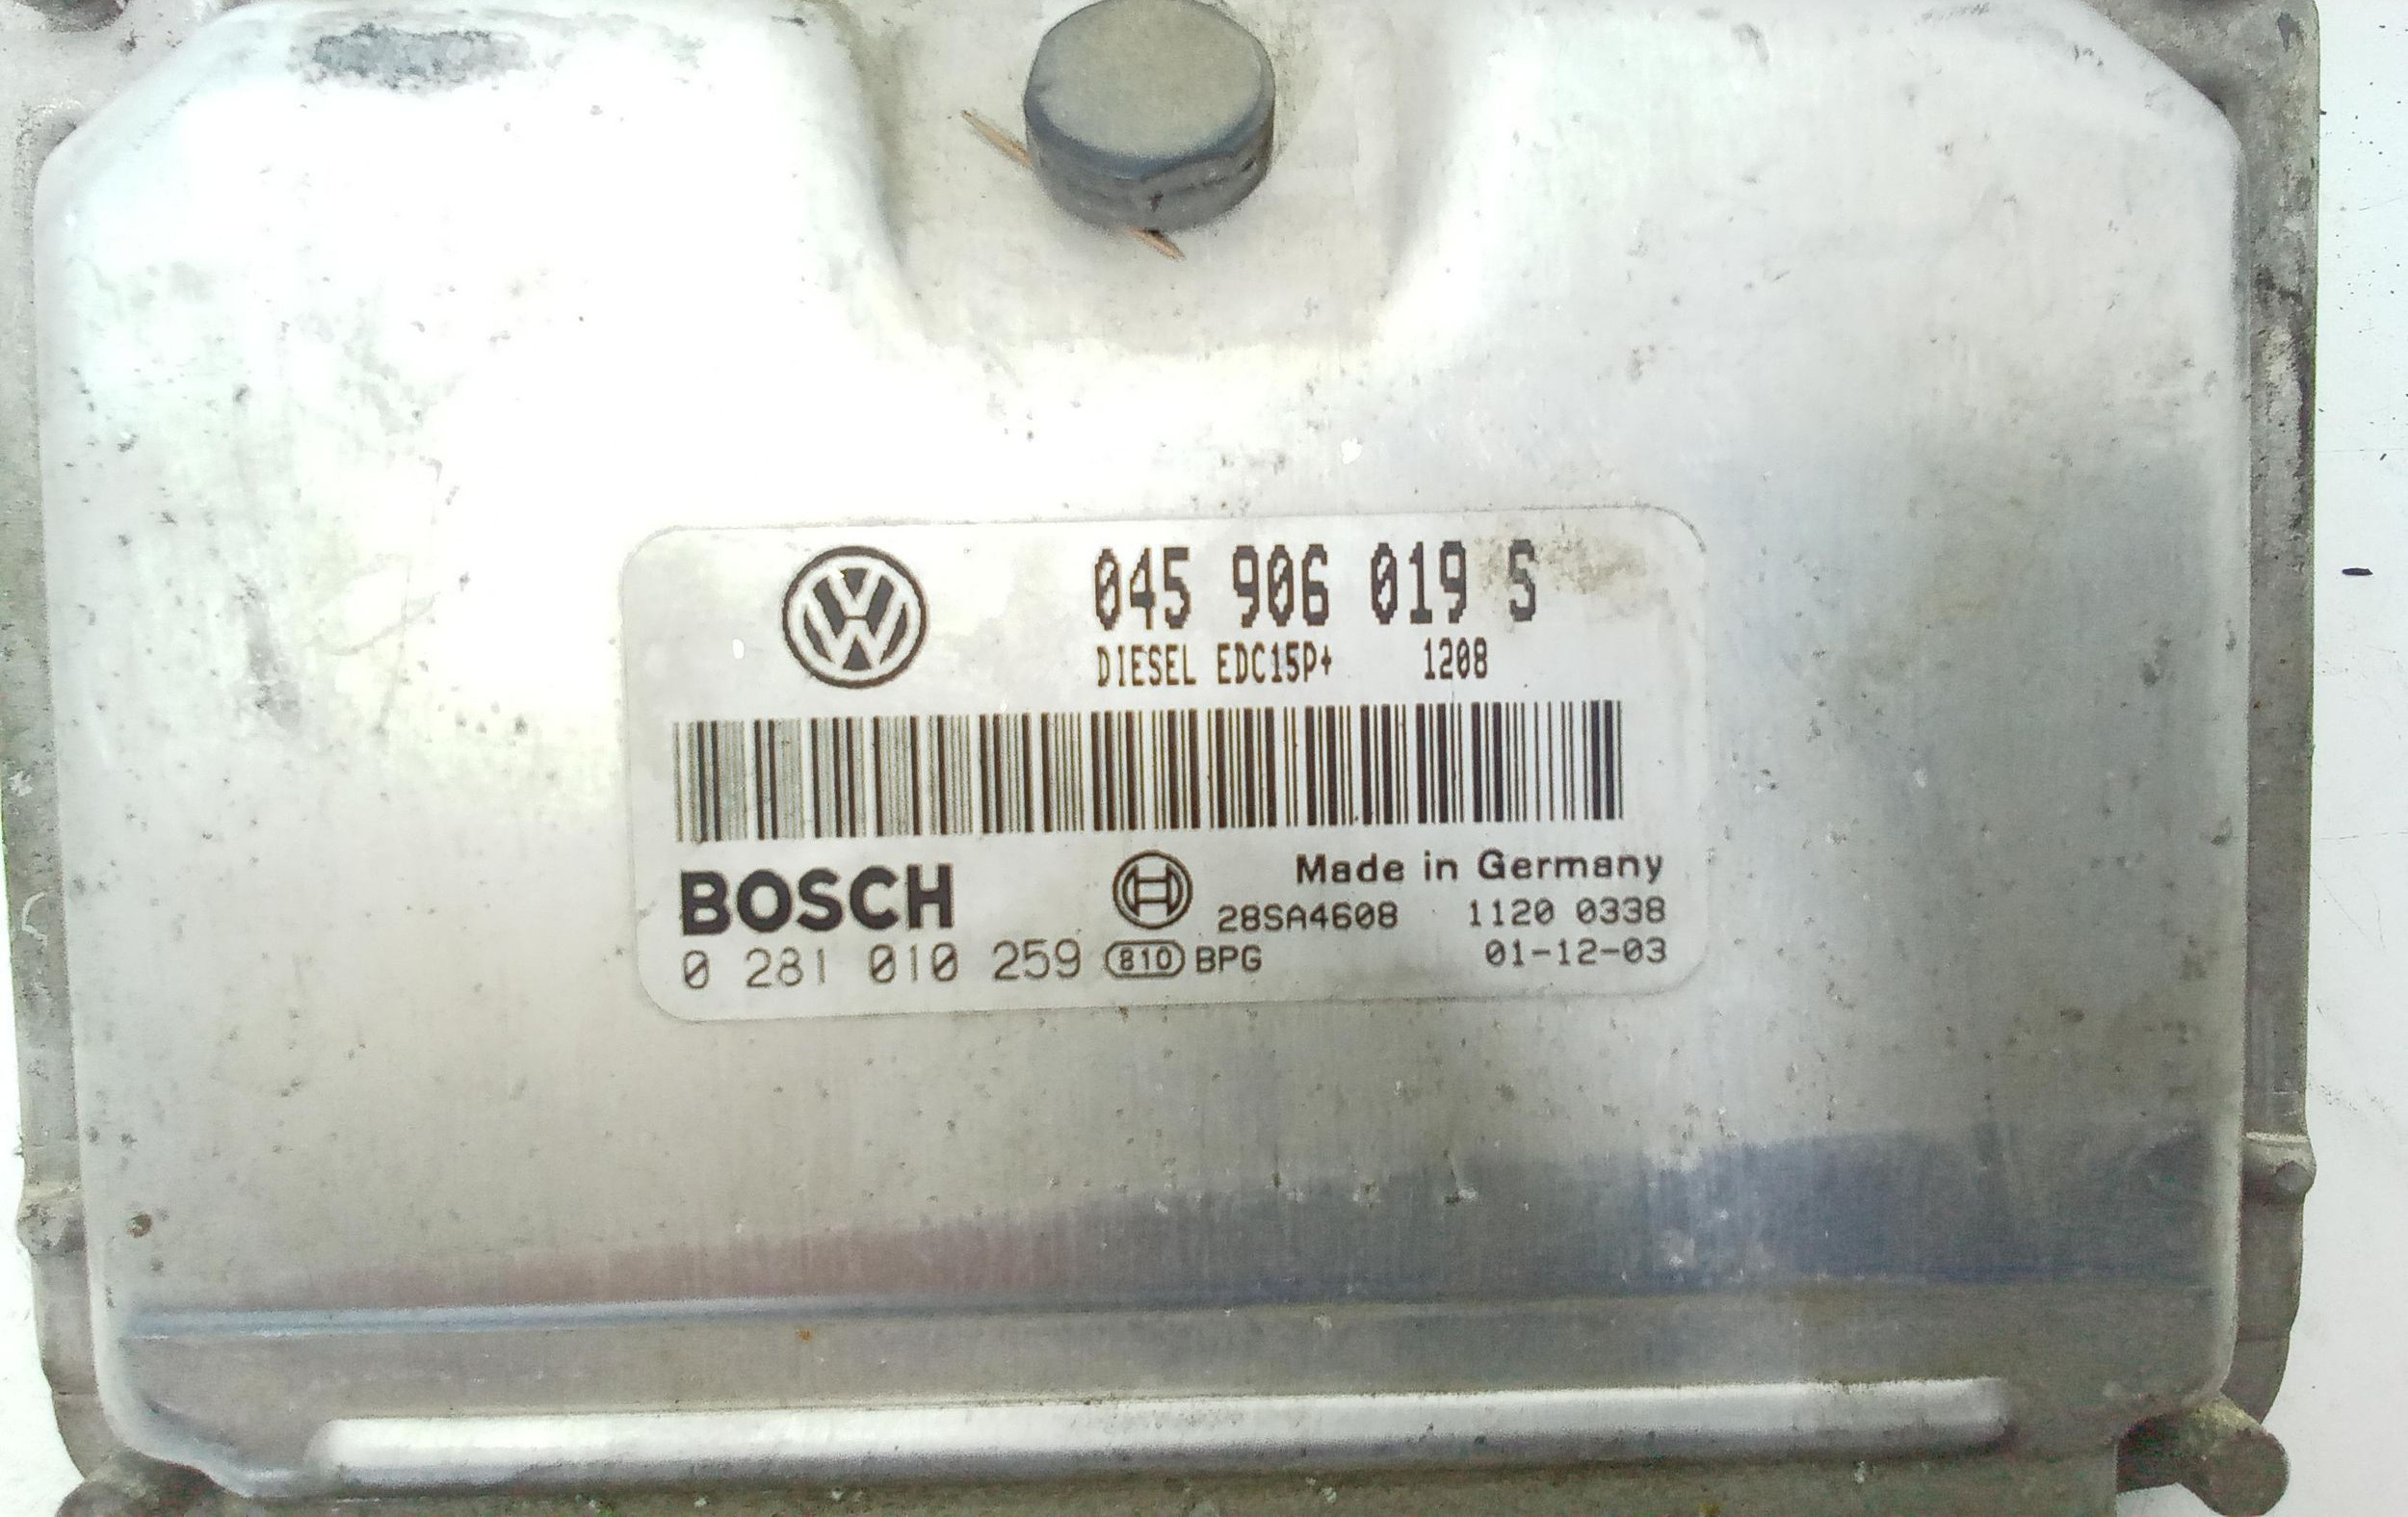 045 906 019 S
DIESEL EDC15P+ 1208
BOSCH
Made in Germany
28SA4608 1120 0338
0 281 010 259 810 BPG 01-12-03